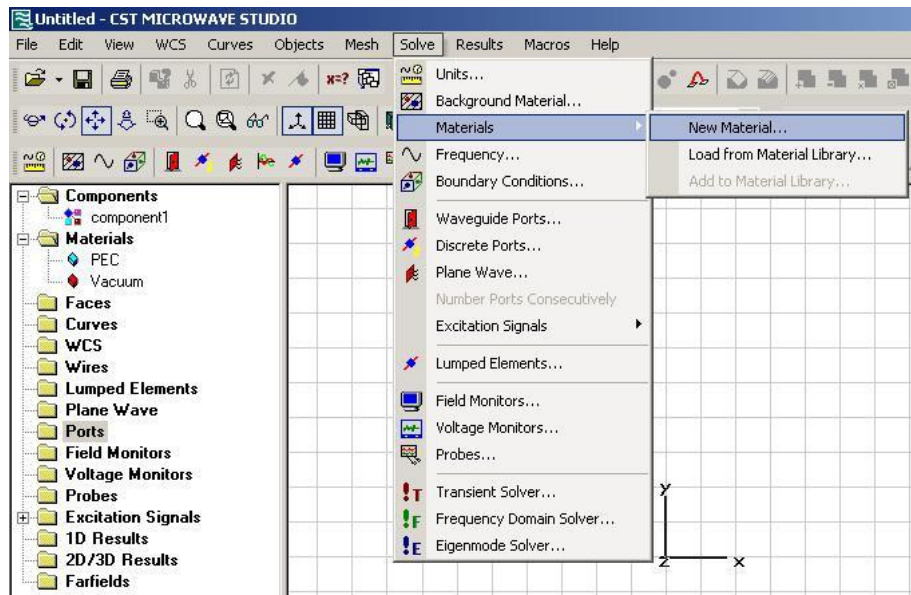 Untitled - CST MICROWAVE STUDIO
File Edit View WCS Curves Objects Mesh Solve Results Macros Help
x=?
Components
component1
Materials
PEC
Vacuum
Faces
Curves
WCS
Wires
Lumped Elements
Plane Wave
Ports
Field Monitors
Voltage Monitors
Probes
Excitation Signals
1D Results
2D/3D Results
Farfields
Units...
Background Material...
Materials
Frequency...
Boundary Conditions...
Waveguide Ports...
Discrete Ports...
Plane Wave...
Number Ports Consecutively
Excitation Signals
Lumped Elements...
Field Monitors...
Voltage Monitors...
Probes...
T Transient Solver...
F Frequency Domain Solver...
E Eigenmode Solver...
New Material...
Load from Material Library...
Add to Material Library...
y
z
x